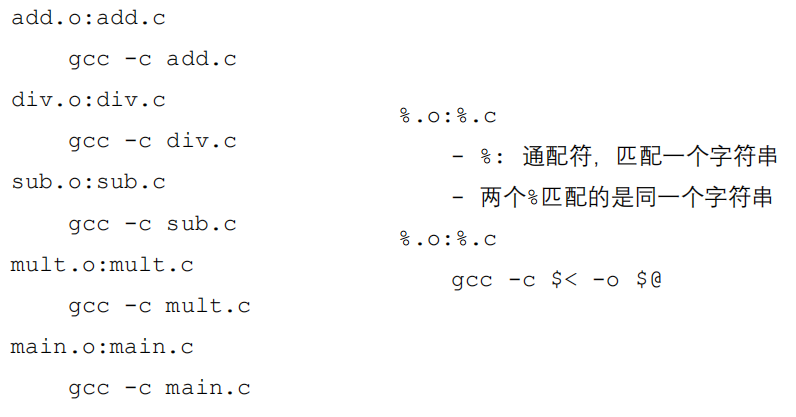 add.o:add.c
gcc -c add.c
div.o:div.c
gcc -c div.c
sub.o:sub.c
gcc -c sub.c
mult.o:mult.c
gcc -c mult.c
main.o:main.c
gcc -c main.c
%.o:%.c
- %: 通配符，匹配一个字符串
- 两个%匹配的是同一个字符串
%.o:%.c
gcc -c $< -o $@